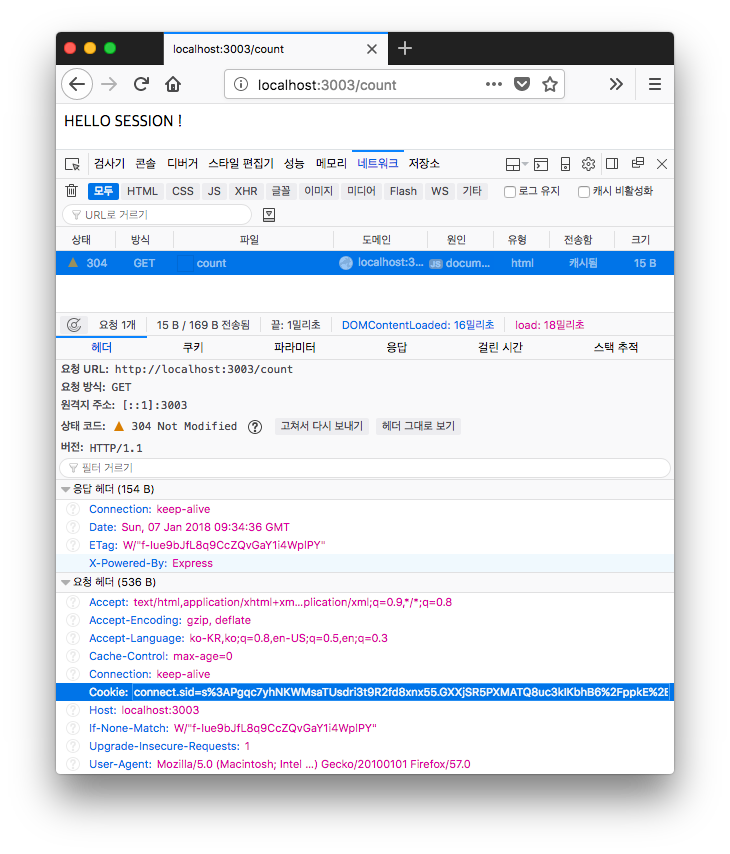 localhost:3003/count
localhost:3003/count
HELLO SESSION !
검사기 콘솔 디버거 스타일 편집기 성능 메모리 네트워크 저장소
모두 HTML CSS JS XHR 글꼴 이미지 미디어 Flash WS 기타 로그 유지 캐시 비활성화
URL로 거르기
상태 방식 파일 도메인 원인 유형 전송함 크기
304 GET count localhost:3... JS docum... html 캐시됨 15 B
요청 1개 15 B / 169 B 전송됨 끝: 1밀리초 DOMContentLoaded: 16밀리초 load: 18밀리초
헤더 쿠키 파라미터 응답 걸린 시간 스택 추적
요청 URL: http://localhost:3003/count
요청 방식: GET
원격지 주소: [::1]:3003
상태 코드: 304 Not Modified ? 고쳐서 다시 보내기 헤더 그대로 보기
버전: HTTP/1.1
필터 거르기
응답 헤더 (154 B)
? Connection: keep-alive
? Date: Sun, 07 Jan 2018 09:34:36 GMT
? ETag: W/"f-Iue9bJfL8q9CcZQvGaY1i4WpIPY"
X-Powered-By: Express
요청 헤더 (536 B)
? Accept: text/html,application/xhtml+xm...plication/xml;q=0.9,*/*;q=0.8
? Accept-Encoding: gzip, deflate
? Accept-Language: ko-KR,ko;q=0.8,en-US;q=0.5,en;q=0.3
? Cache-Control: max-age=0
? Connection: keep-alive
Cookie: connect.sid=s%3APgqc7yhNKWMsaTUsdri3t9R2fd8xnx55.GXXjSR5PXMATQ8uc3kIKbhB6%2FppkE%2E
? Host: localhost:3003
? If-None-Match: W/"f-Iue9bJfL8q9CcZQvGaY1i4WpIPY"
? Upgrade-Insecure-Requests: 1
? User-Agent: Mozilla/5.0 (Macintosh; Intel ...) Gecko/20100101 Firefox/57.0